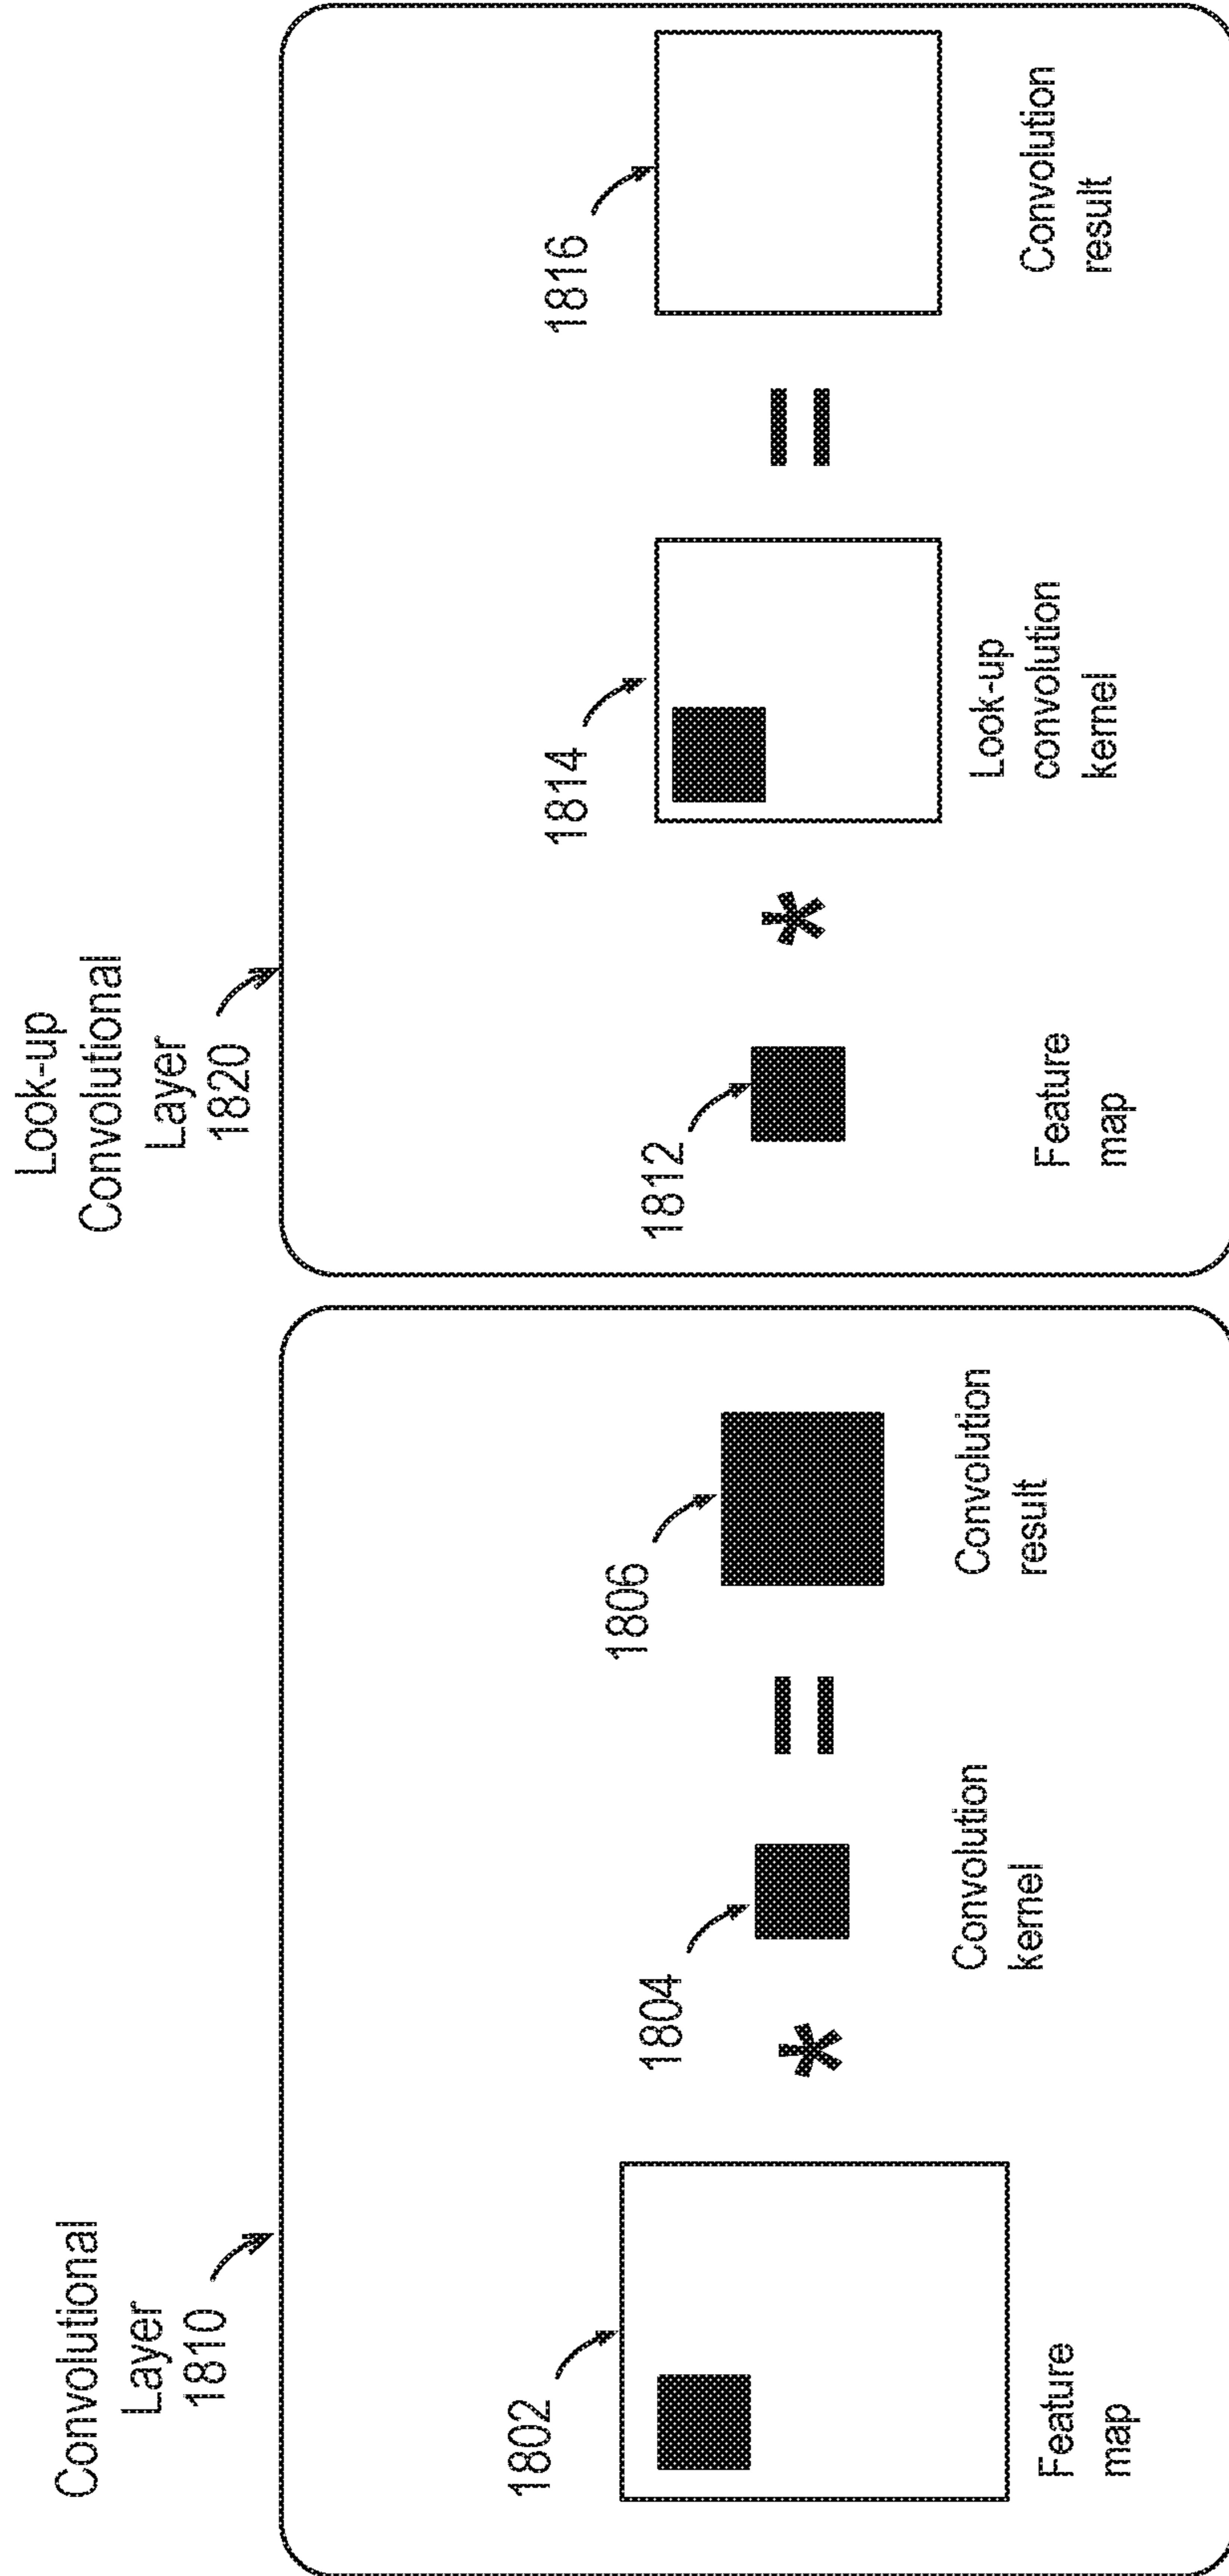 Convolutional
Layer
1810
1802
*
1804
=
1806
Feature
map
Convolution
kernel
Convolution
result
Look-up
Convolutional
Layer
1820
1812
*
1814
=
1816
Feature
map
Look-up
convolution
kernel
Convolution
result